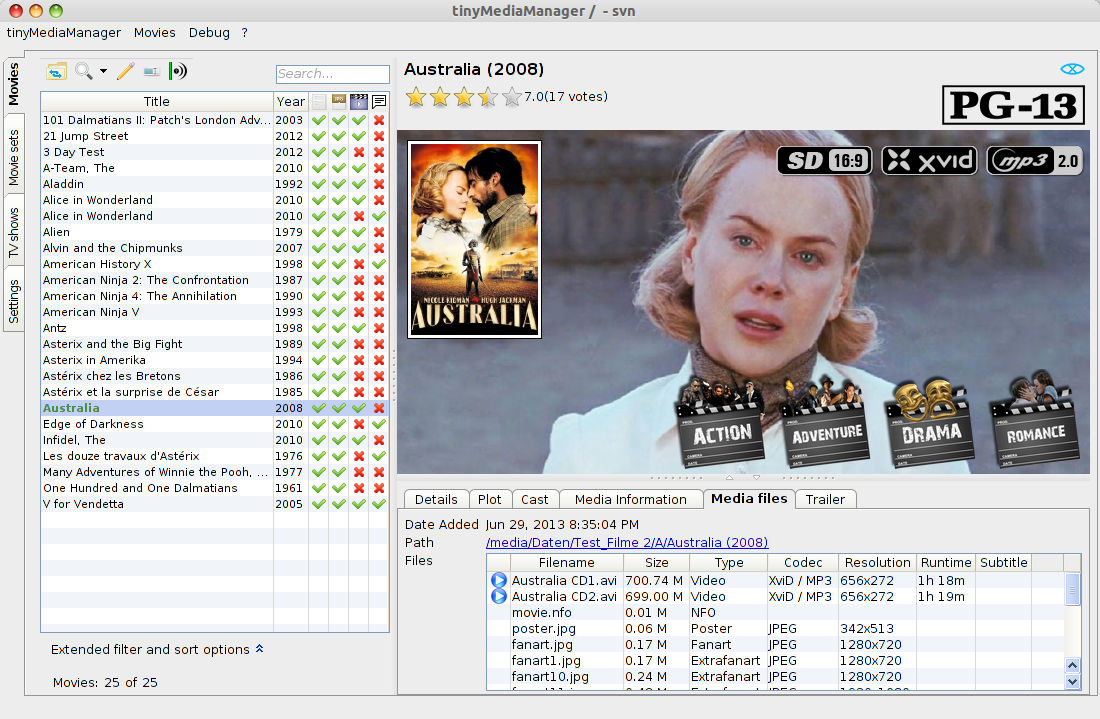 tinyMediaManager / - svn
tinyMediaManager Movies Debug ?
Movies
Movie sets
TV shows
Settings
Search...
Title Year
101 Dalmatians II: Patch's London Adv... 2003
21 Jump Street 2012
3 Day Test 2012
A-Team, The 2010
Aladdin 1992
Alice in Wonderland 2010
Alice in Wonderland 2010
Alien 1979
Alvin and the Chipmunks 2007
American History X 1998
American Ninja 2: The Confrontation 1987
American Ninja 4: The Annihilation 1990
American Ninja V 1993
Antz 1998
Asterix and the Big Fight 1989
Asterix in Amerika 1994
Astérix chez les Bretons 1986
Astérix et la surprise de César 1985
Australia 2008
Edge of Darkness 2010
Infidel, The 2010
Les douze travaux d'Astérix 1976
Many Adventures of Winnie the Pooh, ... 1977
One Hundred and One Dalmatians 1961
V for Vendetta 2005
Extended filter and sort options
Movies: 25 of 25
Australia (2008)
7.0(17 votes)
PG-13
SD 16:9 XVID mp3 2.0
NICOLE KIDMAN HUGH JACKMAN
AUSTRALIA
ACTION ADVENTURE DRAMA ROMANCE
Details Plot Cast Media Information Media files Trailer
Date Added Jun 29, 2013 8:35:04 PM
Path /media/Daten/Test_Filme 2/A/Australia (2008)
Files
Filename Size Type Codec Resolution Runtime Subtitle
Australia CD1.avi 700.74 M Video XviD / MP3 656x272 1h 18m
Australia CD2.avi 699.00 M Video XviD / MP3 656x272 1h 19m
movie.nfo 0.01 M NFO
poster.jpg 0.06 M Poster JPEG 342x513
fanart.jpg 0.17 M Fanart JPEG 1280x720
fanart1.jpg 0.17 M Extrafanart JPEG 1280x720
fanart10.jpg 0.24 M Extrafanart JPEG 1280x720